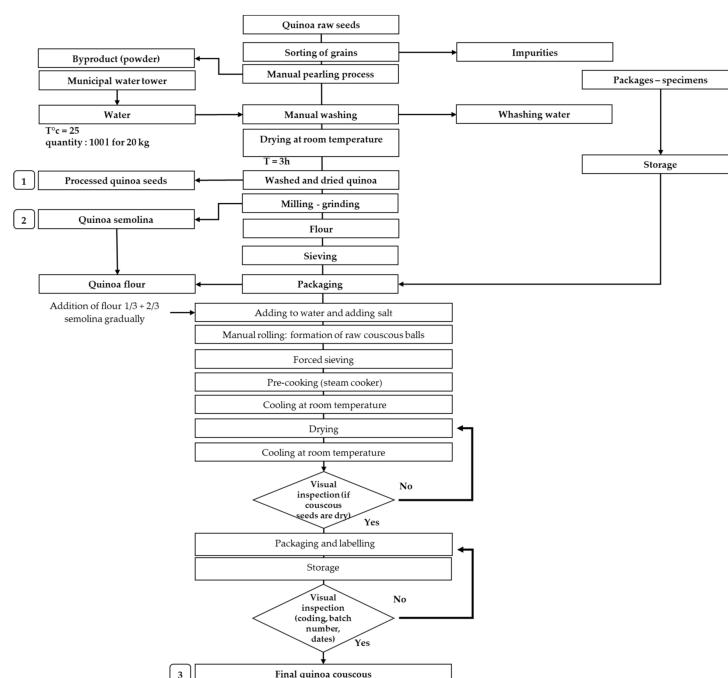 Quinoa raw seeds
Sorting of grains
Impurities
Byproduct (powder)
Manual pearling process
Municipal water tower
Packages – specimens
Water
Manual washing
Whashing water
T°c = 25
quantity : 100 l for 20 kg
Drying at room temperature
T = 3h
Storage
1
Processed quinoa seeds
Washed and dried quinoa
Milling - grinding
2
Quinoa semolina
Flour
Sieving
Quinoa flour
Packaging
Addition of flour 1/3 + 2/3
semolina gradually
Adding to water and adding salt
Manual rolling: formation of raw couscous balls
Forced sieving
Pre-cooking (steam cooker)
Cooling at room temperature
Drying
Cooling at room temperature
Visual
inspection (if
couscous
seeds are dry)
No
Yes
Packaging and labelling
Storage
Visual
inspection
(coding, batch
number,
dates)
No
Yes
3
Final quinoa couscous